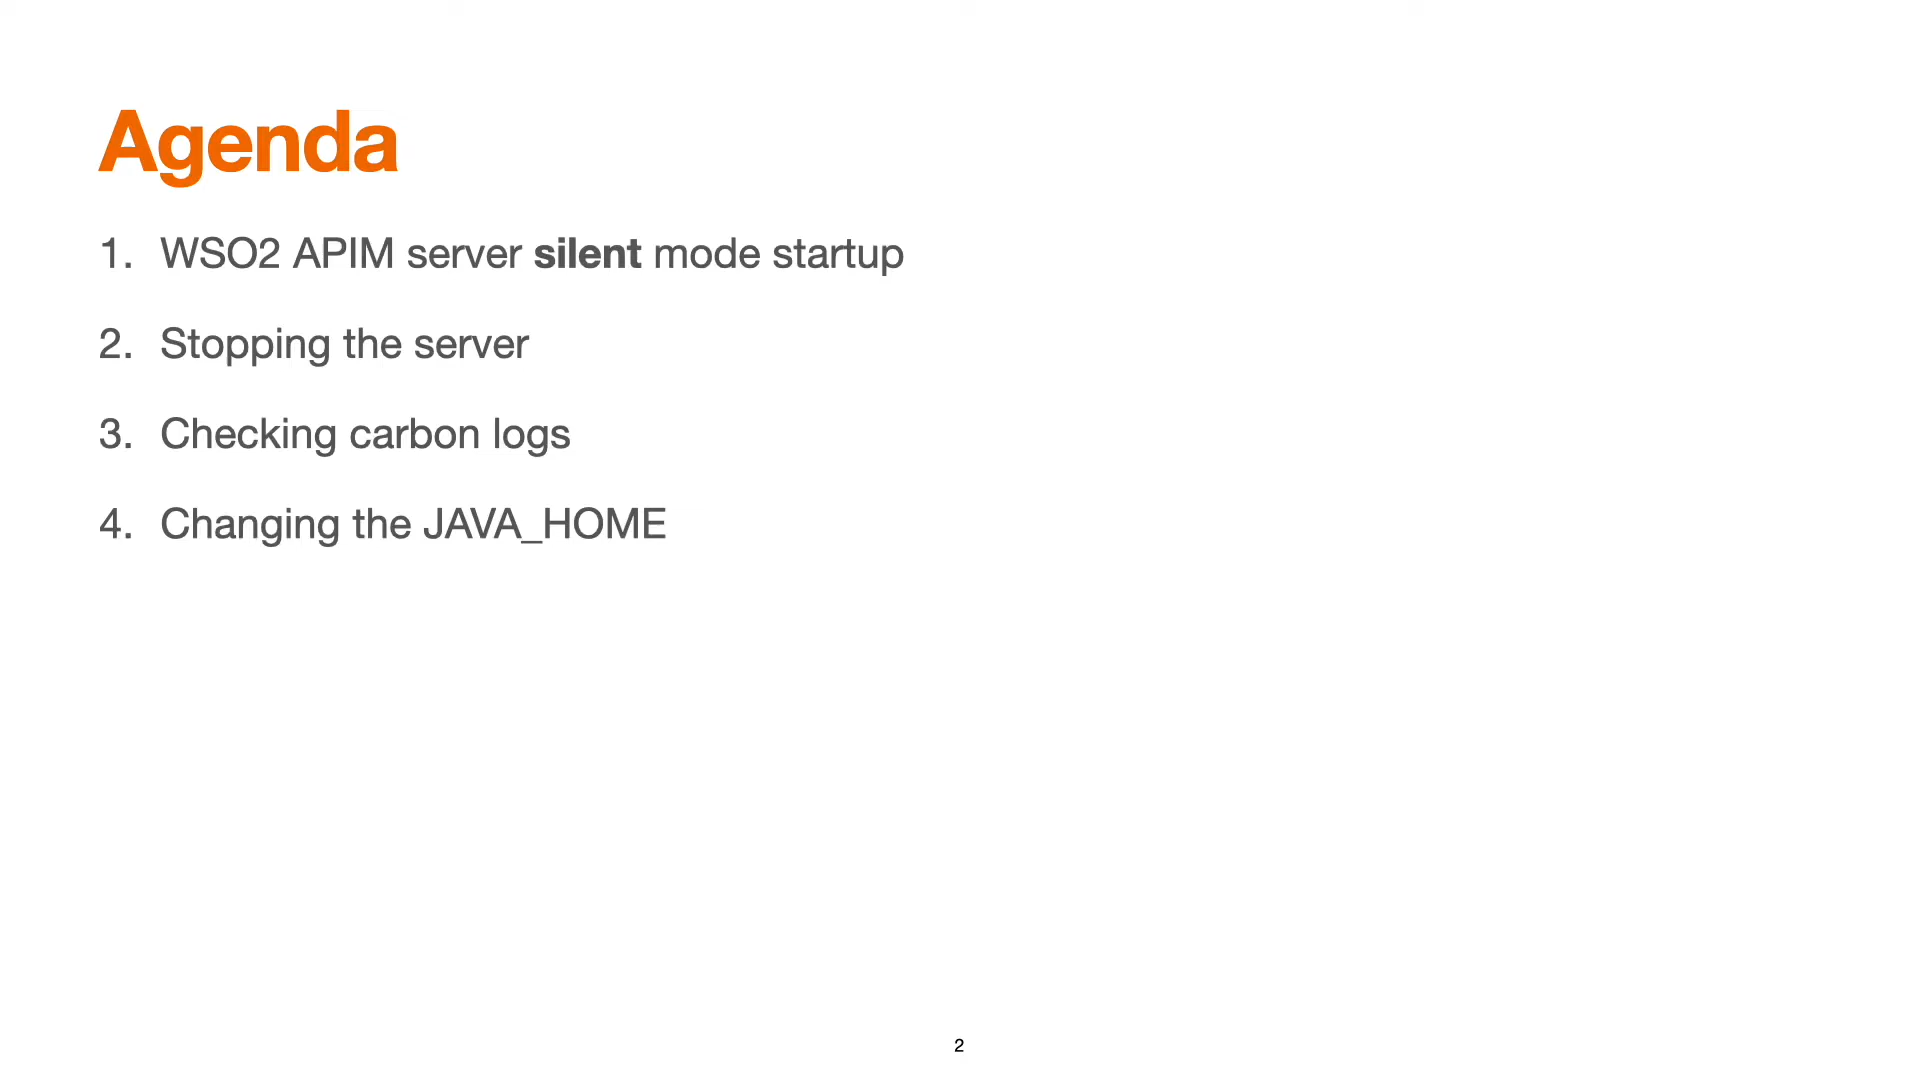 Agenda
1. WSO2 APIM server silent mode startup
2. Stopping the server
3. Checking carbon logs
4. Changing the JAVA_HOME
2